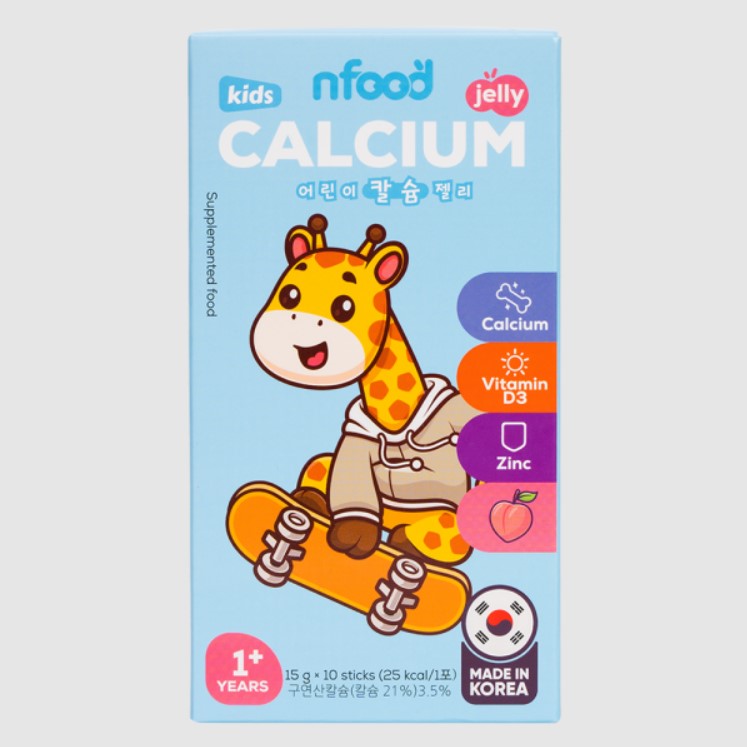 nfood
kids
jelly
CALCIUM
어린이 칼슘 젤리
Supplemented food
Calcium
Vitamin
D3
Zinc
1+
YEARS
15 g × 10 sticks (25 kcal/1포)
구연산칼슘(칼슘 21%)3.5%
MADE IN
KOREA